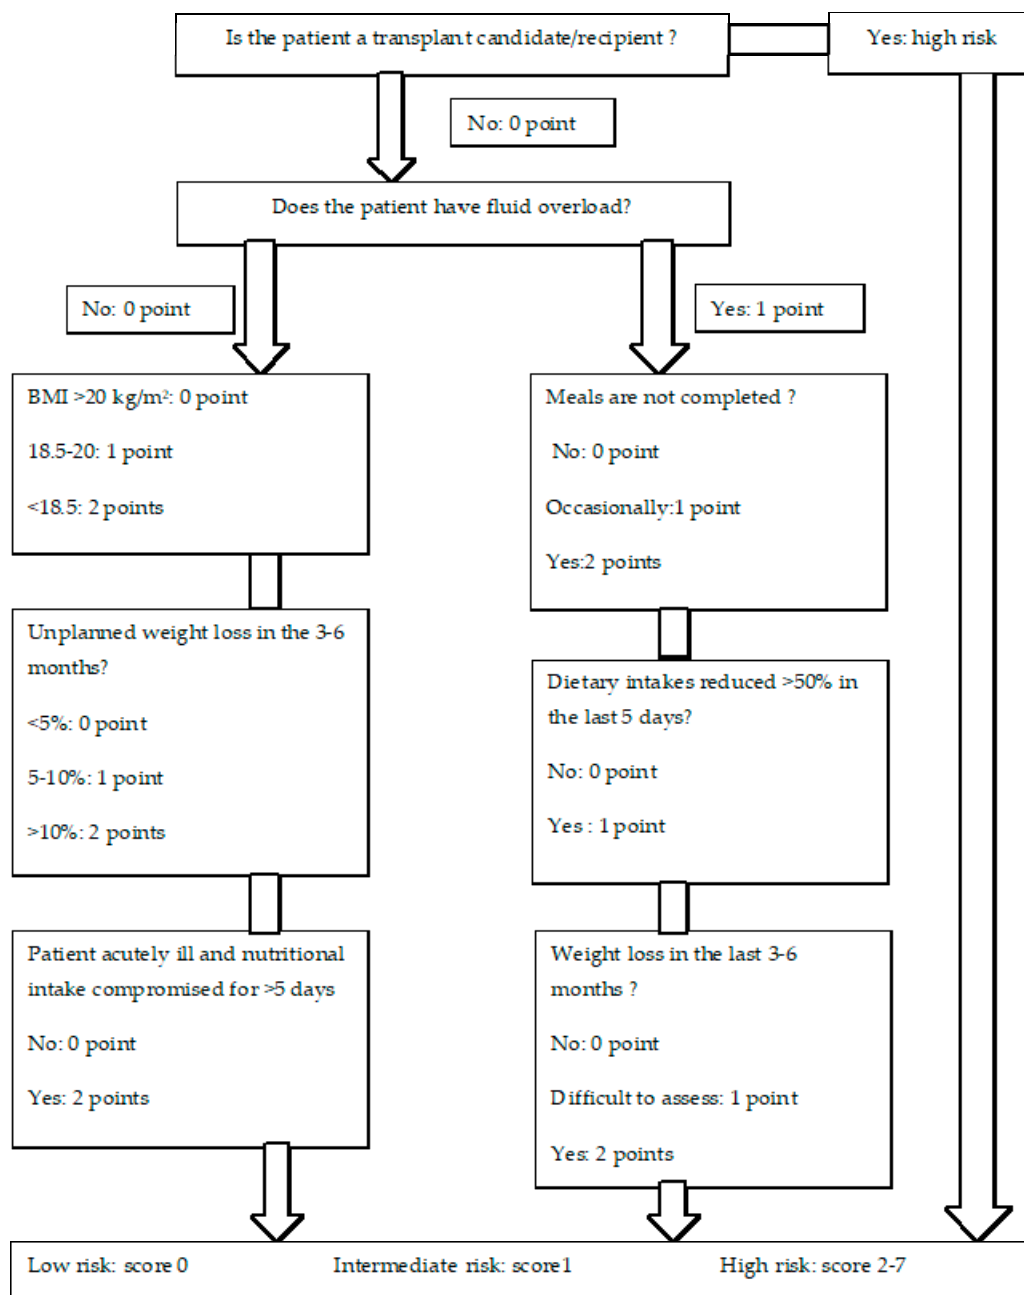 Is the patient a transplant candidate/recipient ?
Yes: high risk
No: 0 point
Does the patient have fluid overload?
No: 0 point
Yes: 1 point
BMI >20 kg/m²: 0 point
18.5-20: 1 point
<18.5: 2 points
Unplanned weight loss in the 3-6
months?
<5%: 0 point
5-10%: 1 point
>10%: 2 points
Patient acutely ill and nutritional
intake compromised for >5 days
No: 0 point
Yes: 2 points
Meals are not completed ?
No: 0 point
Occasionally:1 point
Yes:2 points
Dietary intakes reduced >50% in
the last 5 days?
No: 0 point
Yes : 1 point
Weight loss in the last 3-6
months ?
No: 0 point
Difficult to assess: 1 point
Yes: 2 points
Low risk: score 0
Intermediate risk: score1
High risk: score 2-7